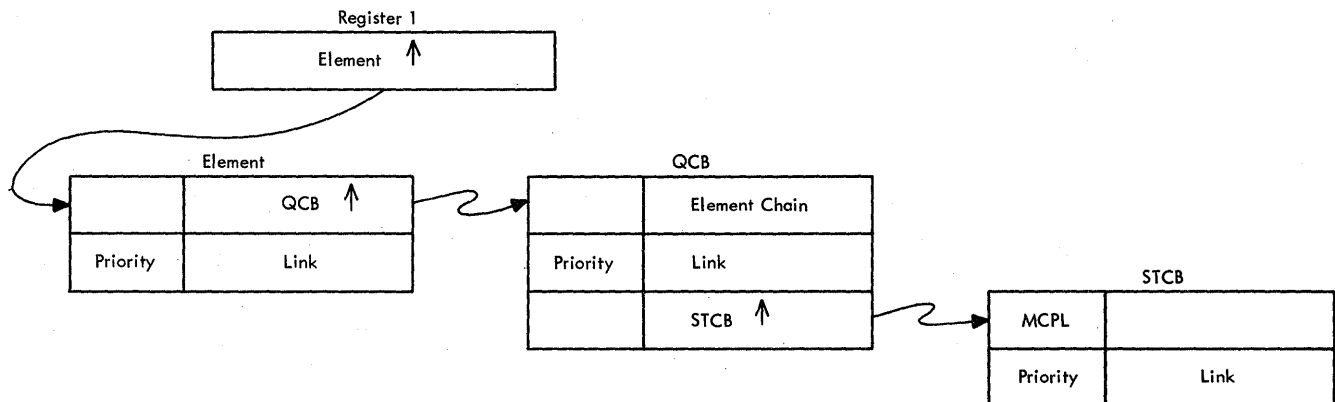 Register 1
Element ↑
Element
QCB ↑
Priority Link
QCB
Element Chain
Priority Link
STCB ↑
STCB
MCPL
Priority Link